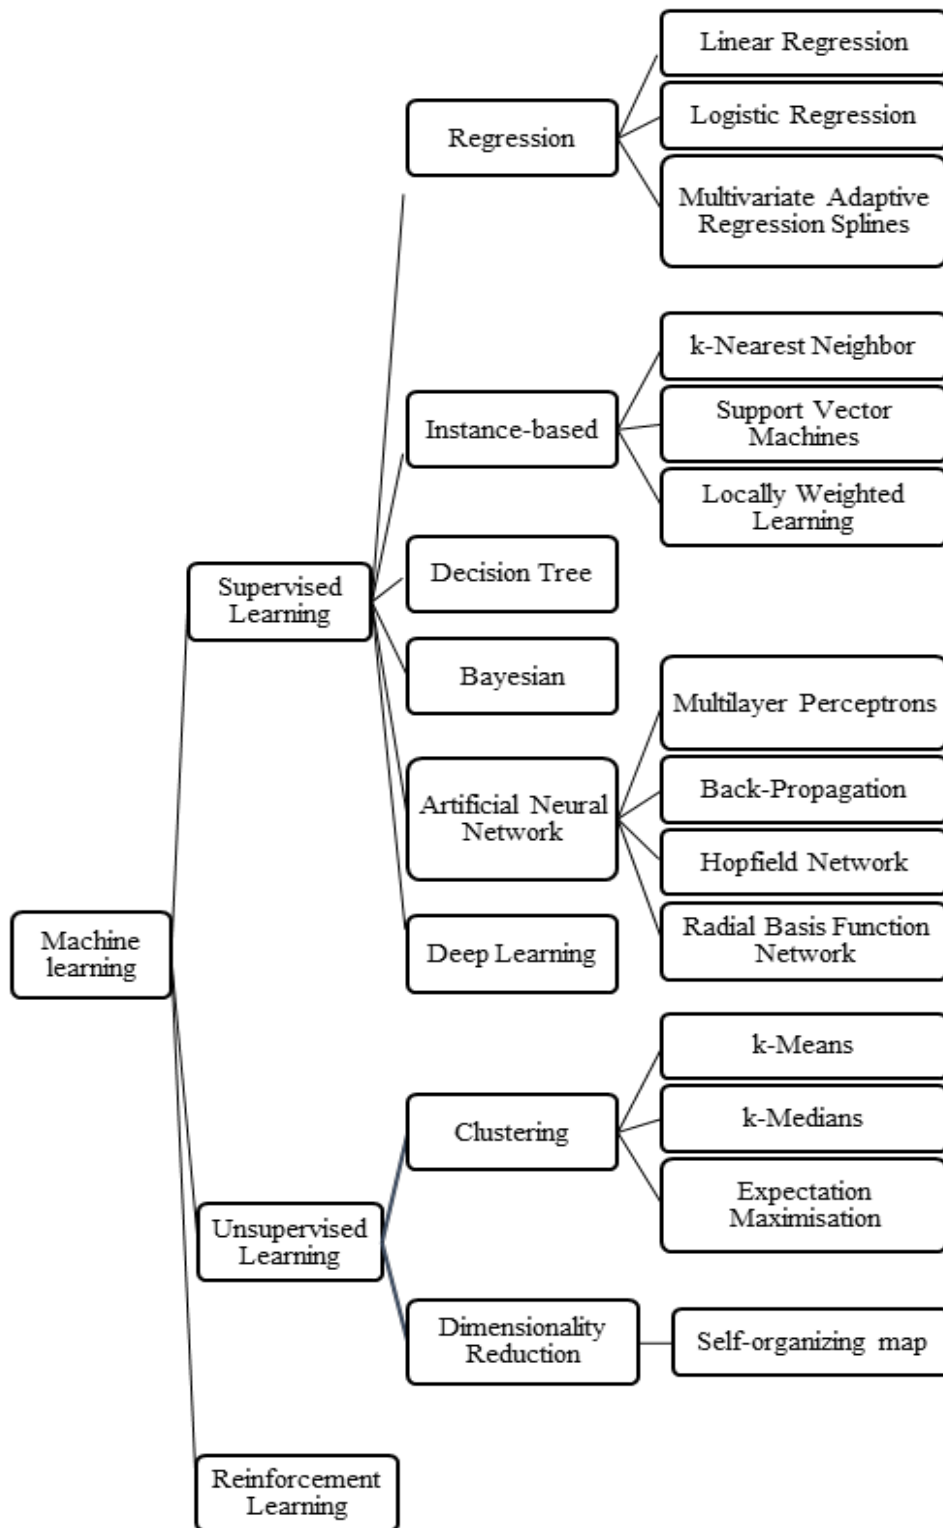 Linear Regression
Regression
Logistic Regression
Multivariate Adaptive
Regression Splines
k-Nearest Neighbor
Instance-based
Support Vector
Machines
Locally Weighted
Learning
Supervised
Learning
Decision Tree
Bayesian
Multilayer Perceptrons
Artificial Neural
Network
Back-Propagation
Hopfield Network
Radial Basis Function
Network
Deep Learning
Machine
learning
k-Means
Clustering
k-Medians
Expectation
Maximisation
Unsupervised
Learning
Dimensionality
Reduction
Self-organizing map
Reinforcement
Learning